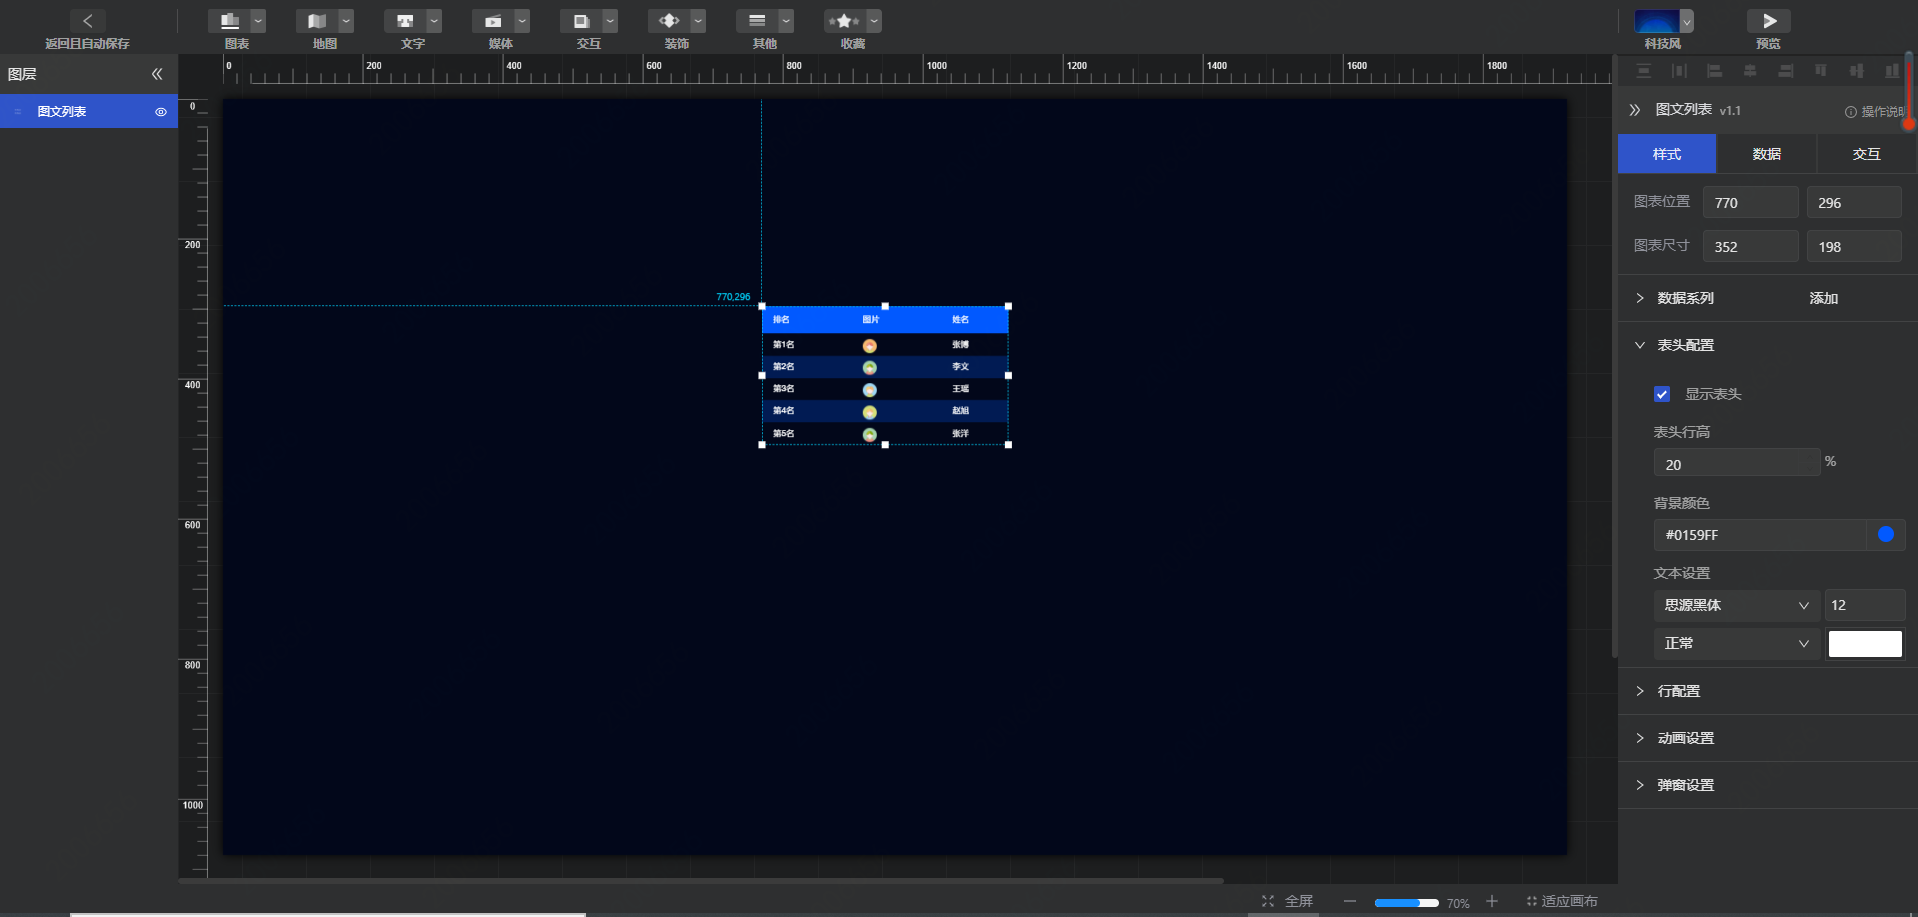 返回且自动保存
图表
地图
文字
媒体
交互
装饰
其他
收藏
科技风
预览
图层
图文列表
0
200
400
600
800
1000
1200
1400
1600
1800
0
200
400
600
800
1000
770,296
排名 图片 姓名
第1名 张博
第2名 李文
第3名 王瑶
第4名 赵旭
第5名 张洋
图文列表 v1.1
操作说明
样式 数据 交互
图表位置 770 296
图表尺寸 352 198
数据系列 添加
表头配置
显示表头
表头行高
20 %
背景颜色
#0159FF
文本设置
思源黑体 12
正常
行配置
动画设置
弹窗设置
全屏 70% 适应画布